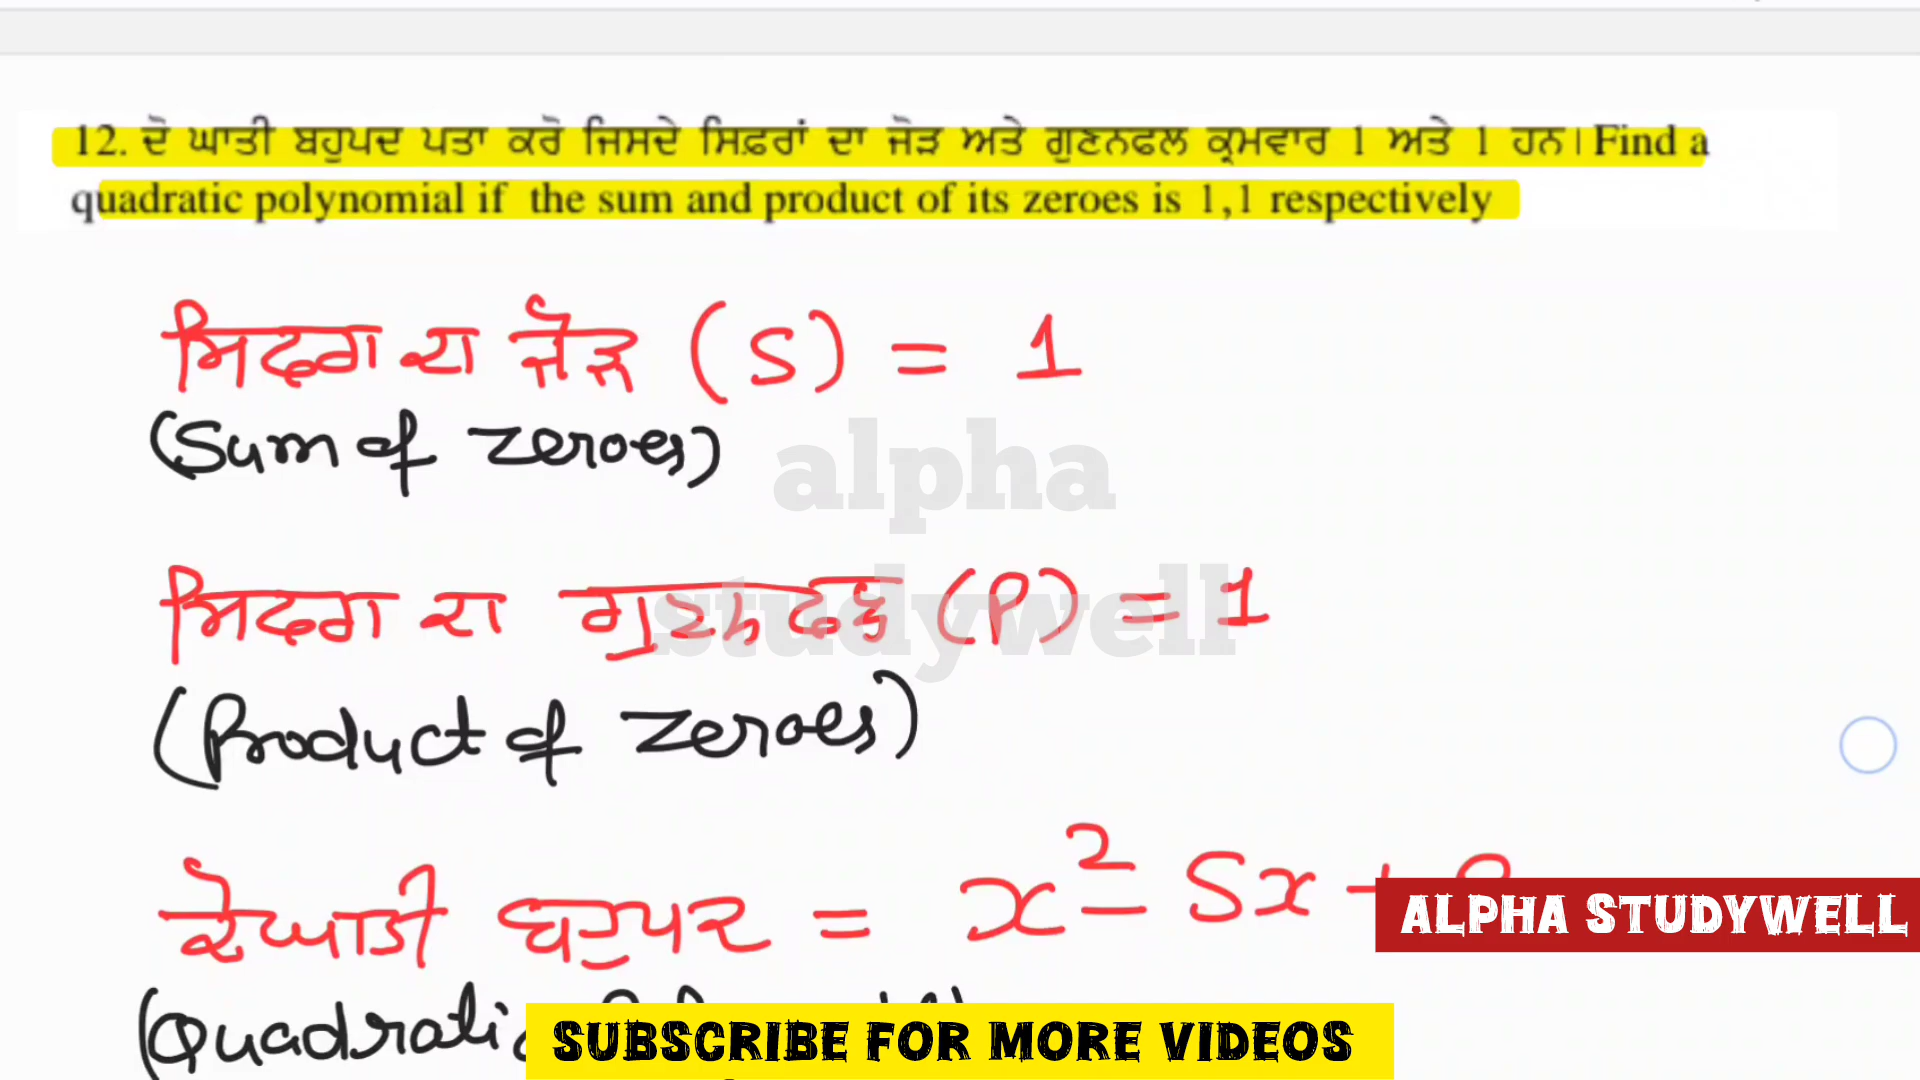 12. ਦੋ ਘਾਤੀ ਬਹੁਪਦ ਪਤਾ ਕਰੋ ਜਿਸਦੇ ਸਿਫ਼ਰਾਂ ਦਾ ਜੋੜ ਅਤੇ ਗੁਣਨਫਲ ਕ੍ਰਮਵਾਰ 1 ਅਤੇ 1 ਹਨ। Find a
quadratic polynomial if the sum and product of its zeroes is 1,1 respectively
ਸਿਫਰਾਂ ਦਾ ਜੋੜ (S) = 1
(Sum of zeroes)
alpha
ਸਿਫਰਾਂ ਦਾ ਗੁਣਨਫਲ (P) = 1
studywell
(Product of zeroes)
ਦੋਘਾਤੀ ਬਹੁਪਦ = x² - Sx +
ALPHA STUDYWELL
(Quadratic
SUBSCRIBE FOR MORE VIDEOS